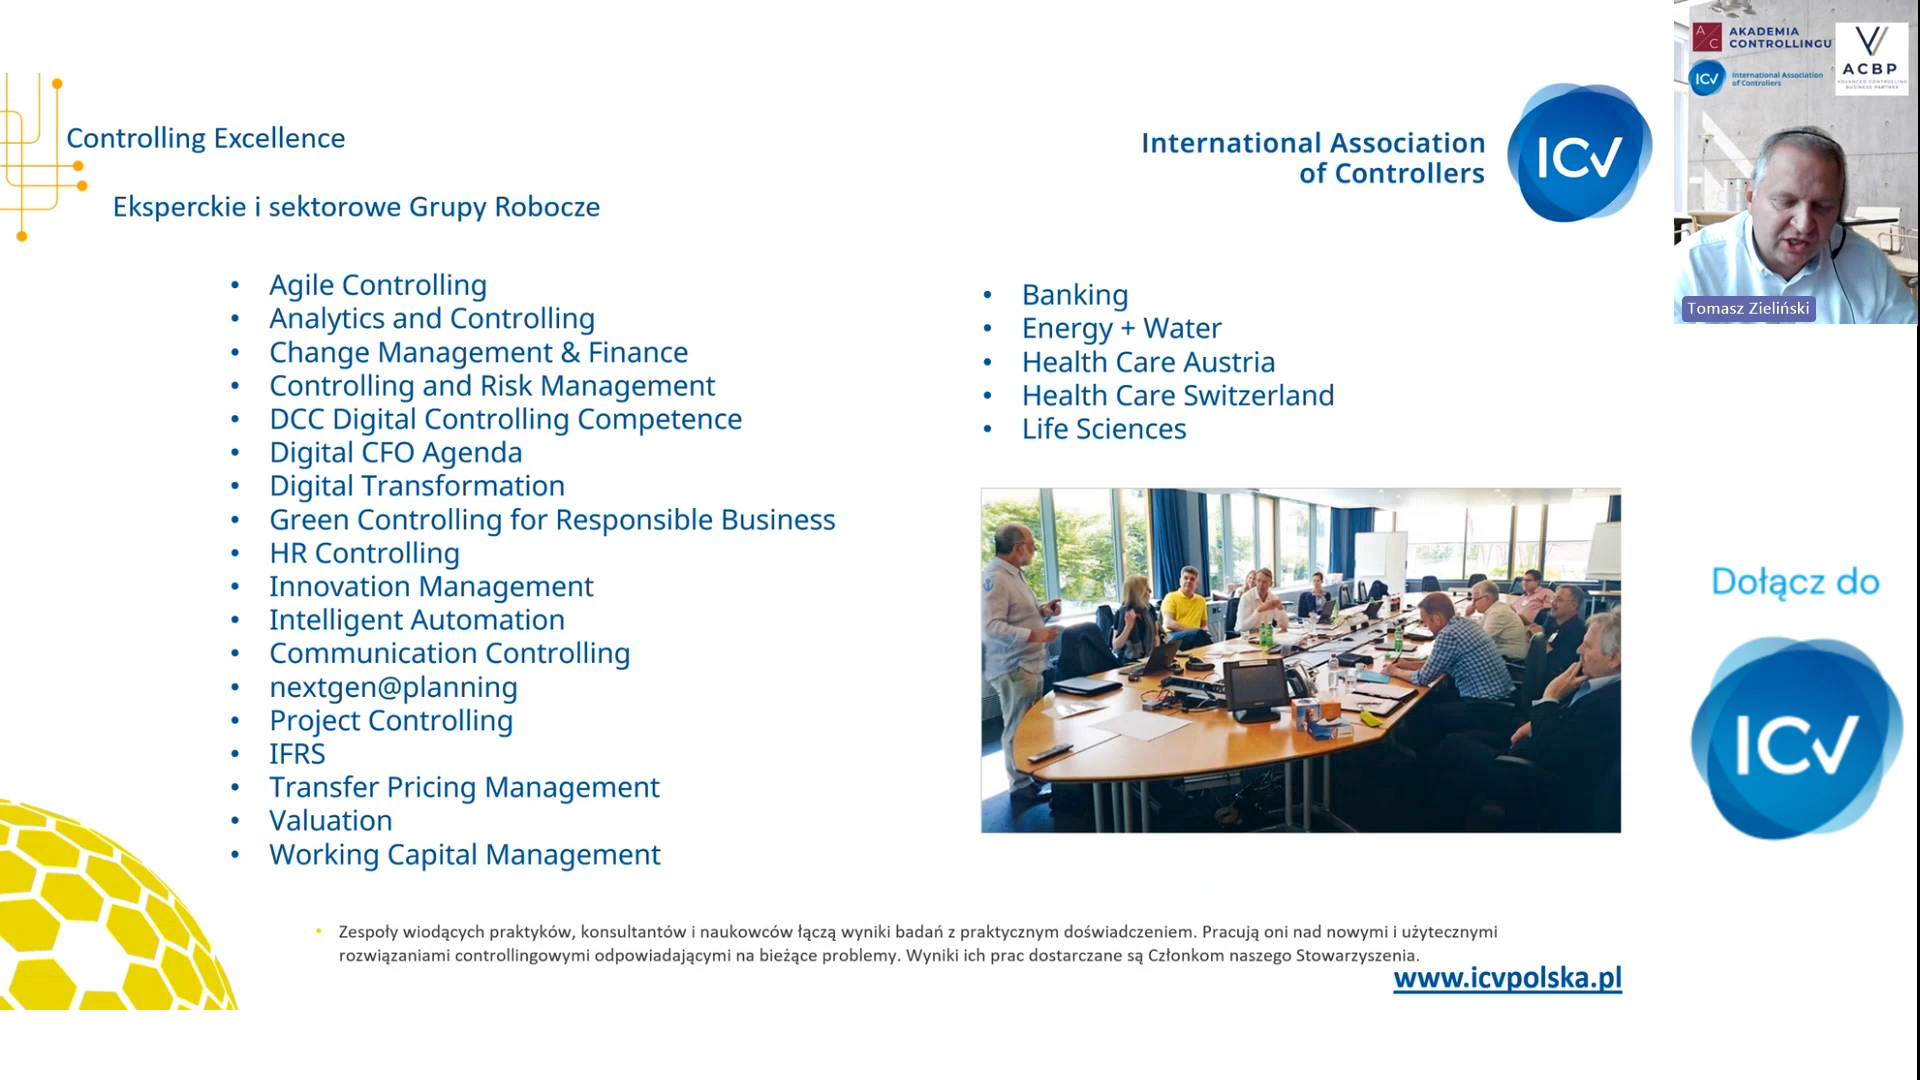 Controlling Excellence
Eksperckie i sektorowe Grupy Robocze
International Association
of Controllers
ICV
• Agile Controlling
• Analytics and Controlling
• Change Management & Finance
• Controlling and Risk Management
• DCC Digital Controlling Competence
• Digital CFO Agenda
• Digital Transformation
• Green Controlling for Responsible Business
• HR Controlling
• Innovation Management
• Intelligent Automation
• Communication Controlling
• nextgen@planning
• Project Controlling
• IFRS
• Transfer Pricing Management
• Valuation
• Working Capital Management
• Banking
• Energy + Water
• Health Care Austria
• Health Care Switzerland
• Life Sciences
• Zespoły wiodących praktyków, konsultantów i naukowców łączą wyniki badań z praktycznym doświadczeniem. Pracują oni nad nowymi i użytecznymi
rozwiązaniami controllingowymi odpowiadającymi na bieżące problemy. Wyniki ich prac dostarczane są Członkom naszego Stowarzyszenia.
www.icvpolska.pl
AC
AKADEMIA
CONTROLLINGU
ICV
International Association
of Controllers
ACBP
ADVANCED CONTROLLING
BUSINESS PARTNER
Tomasz Zieliński
Dołącz do
ICV